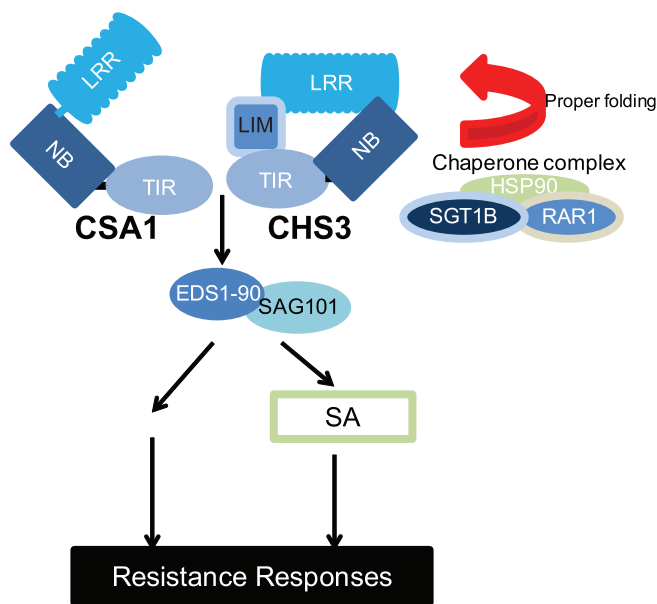 LRR
NB
TIR
CSA1
LRR
LIM
NB
TIR
CHS3
Proper folding
Chaperone complex
HSP90
SGT1B
RAR1
EDS1-90
SAG101
SA
Resistance Responses